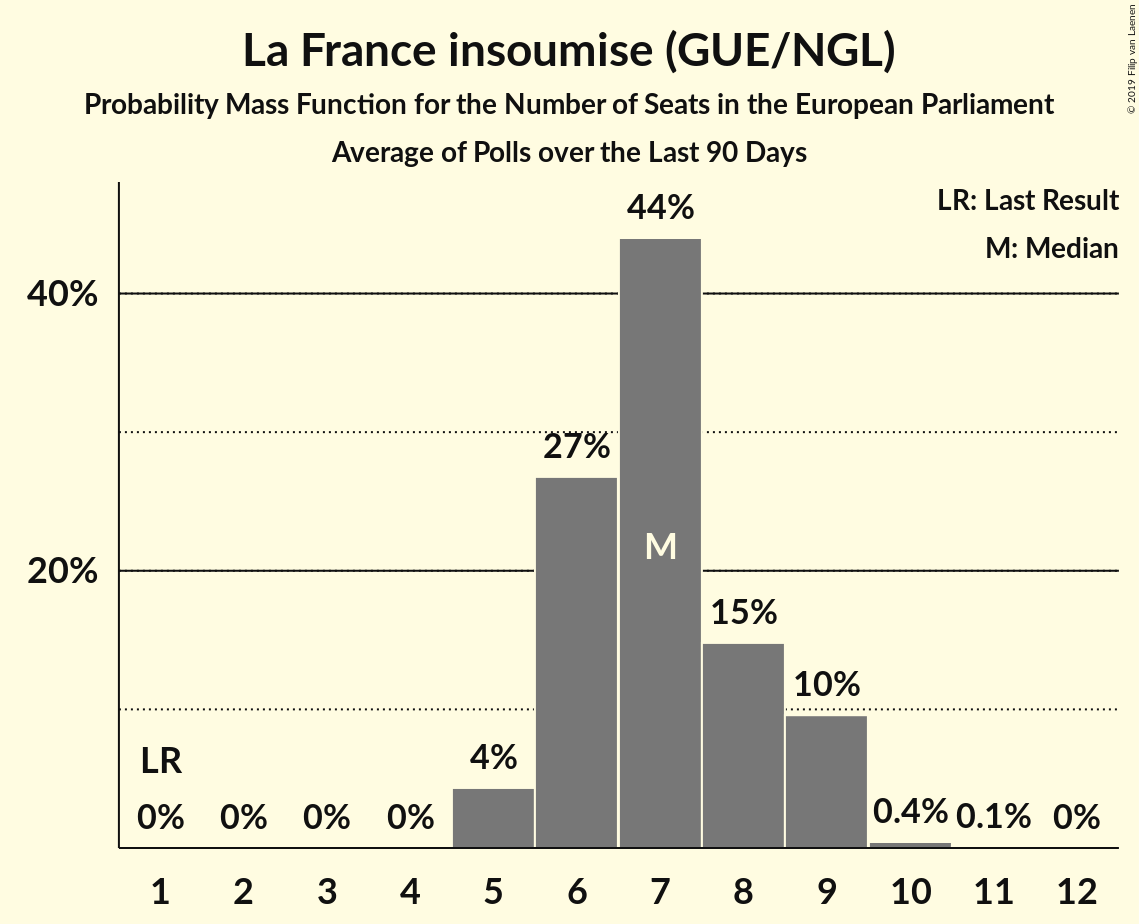 La France insoumise (GUE/NGL)
Probability Mass Function for the Number of Seats in the European Parliament
Average of Polls over the Last 90 Days
© 2019 Filip van Laenen
LR: Last Result
M: Median
44%
40%
27%
M
20%
15%
10%
4%
LR
0% 0% 0% 0% 0.4% 0.1% 0%
1 2 3 4 5 6 7 8 9 10 11 12